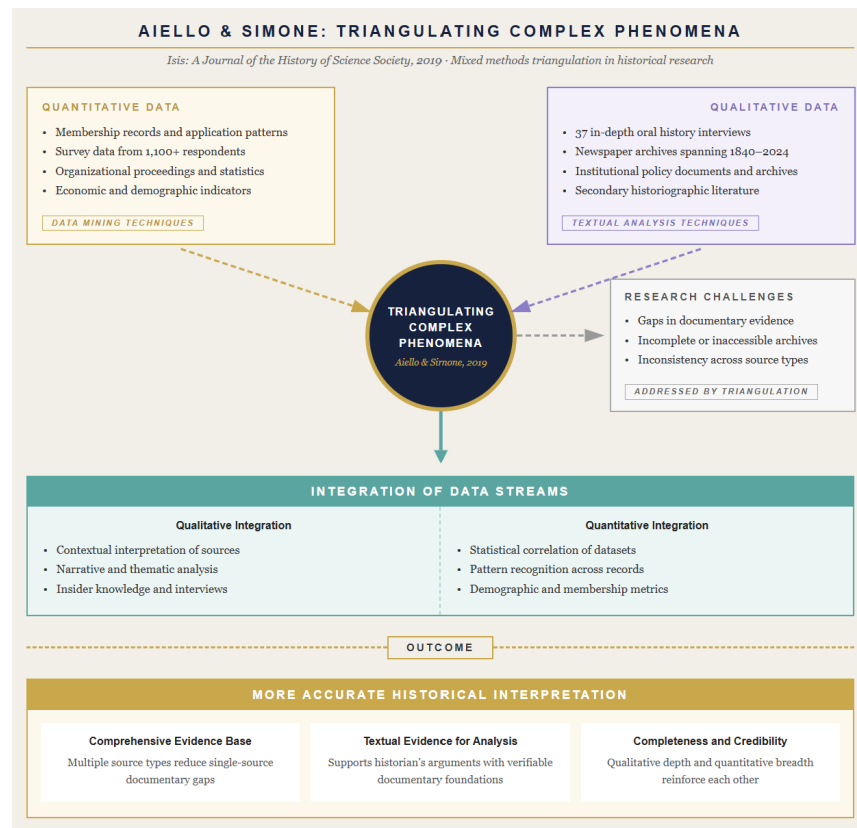 AIELLO & SIMONE: TRIANGULATING COMPLEX PHENOMENA
Isis: A Journal of the History of Science Society, 2019 · Mixed methods triangulation in historical research
QUANTITATIVE DATA
• Membership records and application patterns
• Survey data from 1,100+ respondents
• Organizational proceedings and statistics
• Economic and demographic indicators
DATA MINING TECHNIQUES
QUALITATIVE DATA
• 37 in-depth oral history interviews
• Newspaper archives spanning 1840–2024
• Institutional policy documents and archives
• Secondary historiographic literature
TEXTUAL ANALYSIS TECHNIQUES
TRIANGULATING
COMPLEX
PHENOMENA
Aiello & Simone, 2019
RESEARCH CHALLENGES
• Gaps in documentary evidence
• Incomplete or inaccessible archives
• Inconsistency across source types
ADDRESSED BY TRIANGULATION
INTEGRATION OF DATA STREAMS
Qualitative Integration
• Contextual interpretation of sources
• Narrative and thematic analysis
• Insider knowledge and interviews
Quantitative Integration
• Statistical correlation of datasets
• Pattern recognition across records
• Demographic and membership metrics
OUTCOME
MORE ACCURATE HISTORICAL INTERPRETATION
Comprehensive Evidence Base
Multiple source types reduce single-source
documentary gaps
Textual Evidence for Analysis
Supports historian's arguments with verifiable
documentary foundations
Completeness and Credibility
Qualitative depth and quantitative breadth
reinforce each other